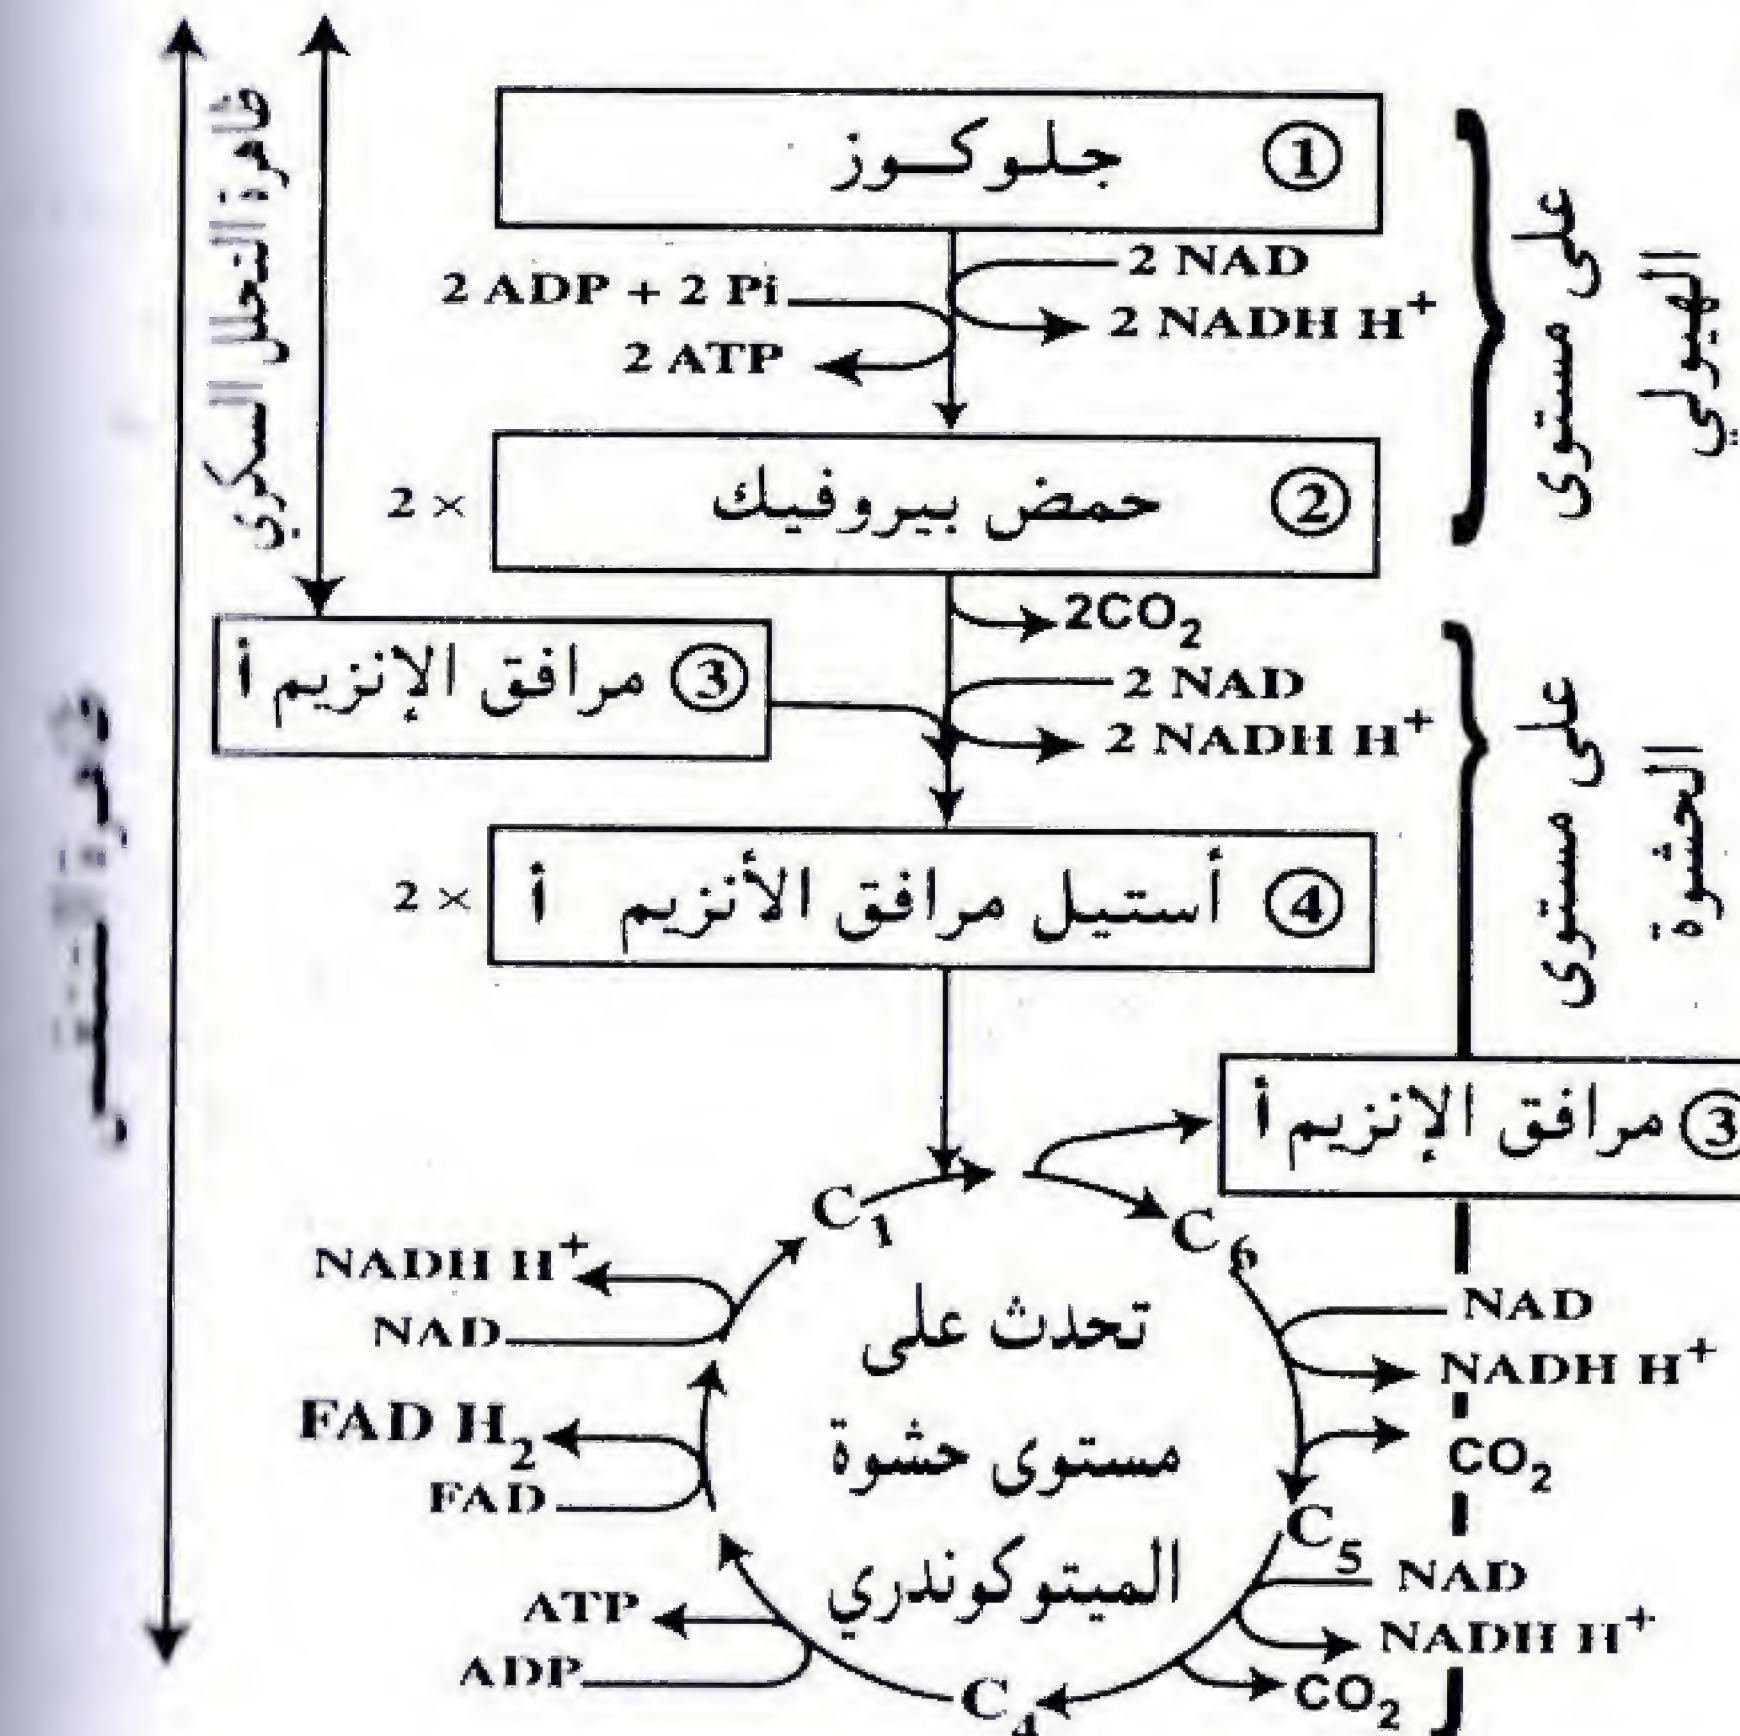 ① جلوكوز
2 NAD
2 ADP + 2 Pi
2 NADH H⁺
2 ATP
على مستوى
الهيولي
ظاهرة التحلل السكري
2 × ② حمض بيروفيك
2CO₂
③ مرافق الإنزيم أ
2 NAD
2 NADH H⁺
على مستوى
الحشوة
2 × ④ أستيل مرافق الأنزيم أ
③ مرافق الإنزيم أ
C₁
C₆
NADH H⁺
NAD
NAD
NADH H⁺
FAD H₂
FAD
CO₂
تحدث على
مستوى حشوة
الميتوكوندري
C₅
NAD
NADH H⁺
ATP
ADP
CO₂
C₄